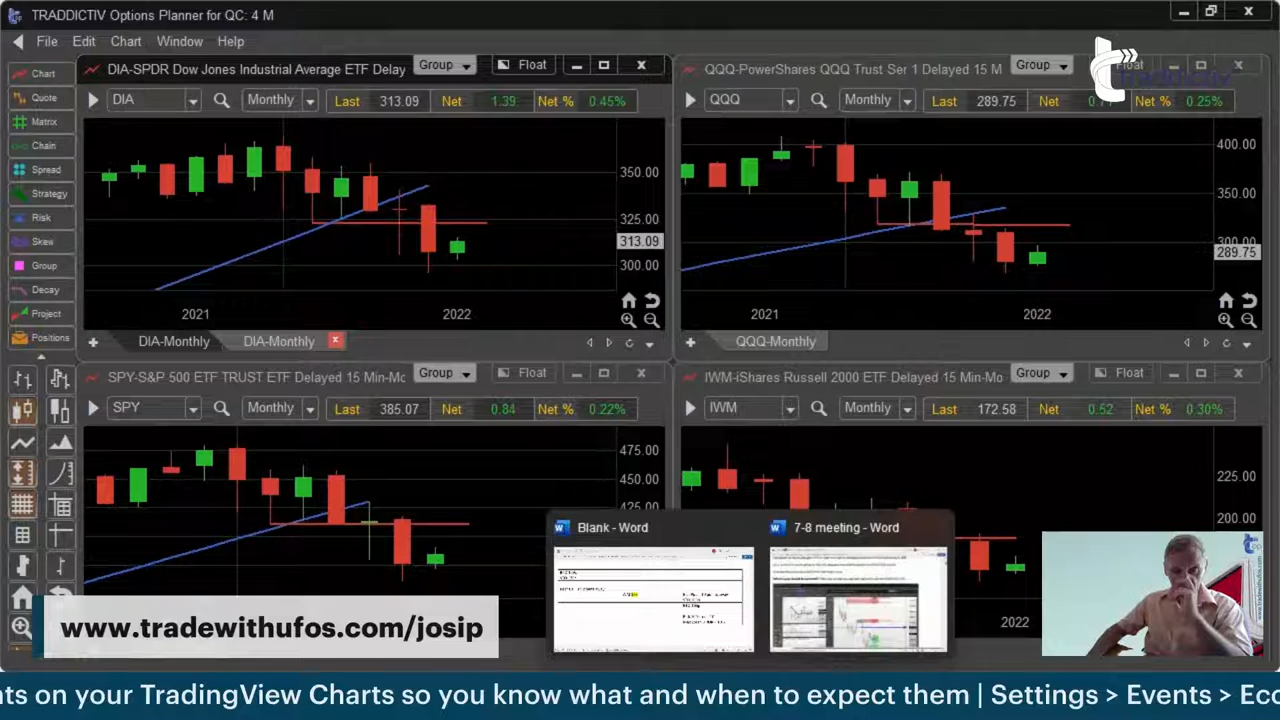 TRADDICTIV Options Planner for QC: 4 M
File Edit Chart Window Help
Chart
Quote
Matrix
Chain
Spread
Strategy
Risk
Skew
Group
Decay
Project
Positions
DIA-SPDR Dow Jones Industrial Average ETF Delay Group Float
DIA Monthly Last 313.09 Net 1.39 Net % 0.45%
350.00
325.00
313.09
300.00
2021 2022
DIA-Monthly DIA-Monthly x
QQQ-PowerShares QQQ Trust Ser 1 Delayed 15 M Group Float
Traddictiv
QQQ Monthly Last 289.75 Net Net % 0.25%
400.00
350.00
300.00
289.75
2021 2022
QQQ-Monthly
SPY-S&P 500 ETF TRUST ETF Delayed 15 Min-Mo Group Float
SPY Monthly Last 385.07 Net 0.84 Net % 0.22%
475.00
450.00
425.00
IWM-iShares Russell 2000 ETF Delayed 15 Min-Mo Group Float
IWM Monthly Last 172.58 Net 0.52 Net % 0.30%
225.00
200.00
2022
Blank - Word
7-8 meeting - Word
www.tradewithufos.com/josip
nts on your TradingView Charts so you know what and when to expect them | Settings > Events > Eco